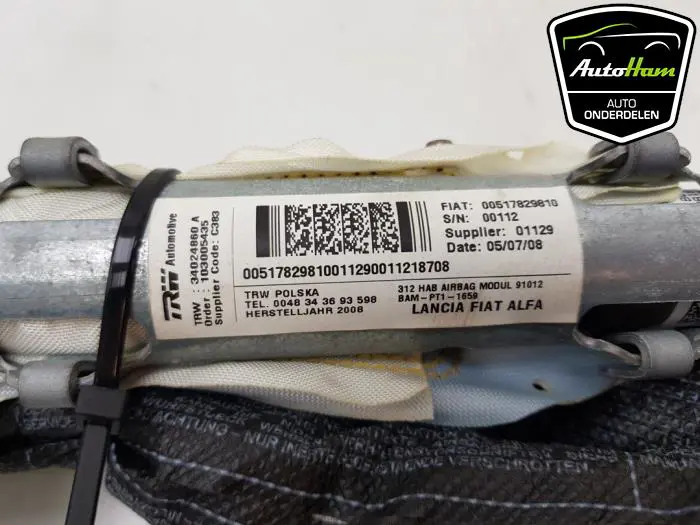 AutoHam
AUTO
ONDERDELEN
TRW Automotive
TRW : 34024860 A
Order : 103005435
Supplier Code: C383
FIAT: 00517829810
S/N: 00112
Supplier: 01129
Date: 05/07/08
00517829810011290011218708
TRW POLSKA
TEL. 0048 34 36 93 598
HERSTELLJAHR 2008
312 HAB AIRBAG MODUL 91012
BAM-PT1-1659
LANCIA FIAT ALFA
ACHTUNG
NUR INNERHALB
VERSCHROTTEN.